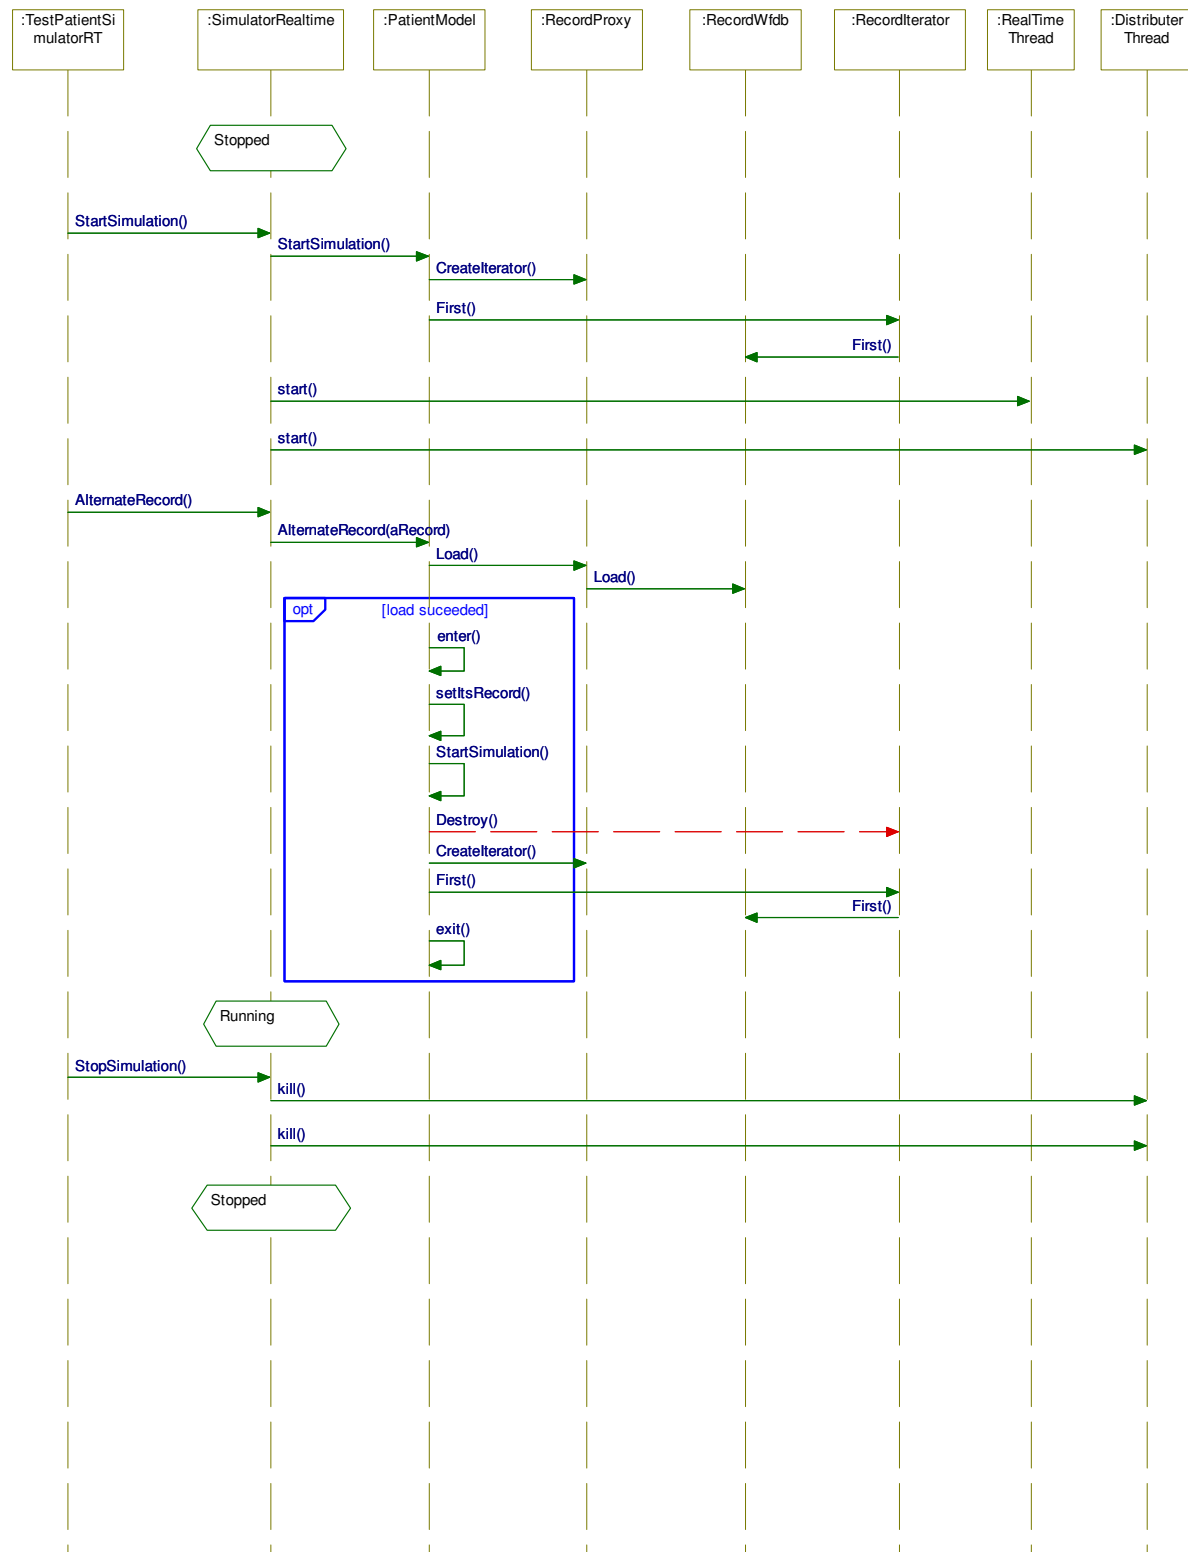 :TestPatientSi
mulatorRT
:SimulatorRealtime
:PatientModel
:RecordProxy
:RecordWfdb
:RecordIterator
:RealTime
Thread
:Distributer
Thread
Stopped
StartSimulation()
StartSimulation()
CreateIterator()
First()
First()
start()
start()
AlternateRecord()
AlternateRecord(aRecord)
Load()
Load()
opt [load suceeded]
enter()
setItsRecord()
StartSimulation()
Destroy()
CreateIterator()
First()
First()
exit()
Running
StopSimulation()
kill()
kill()
Stopped